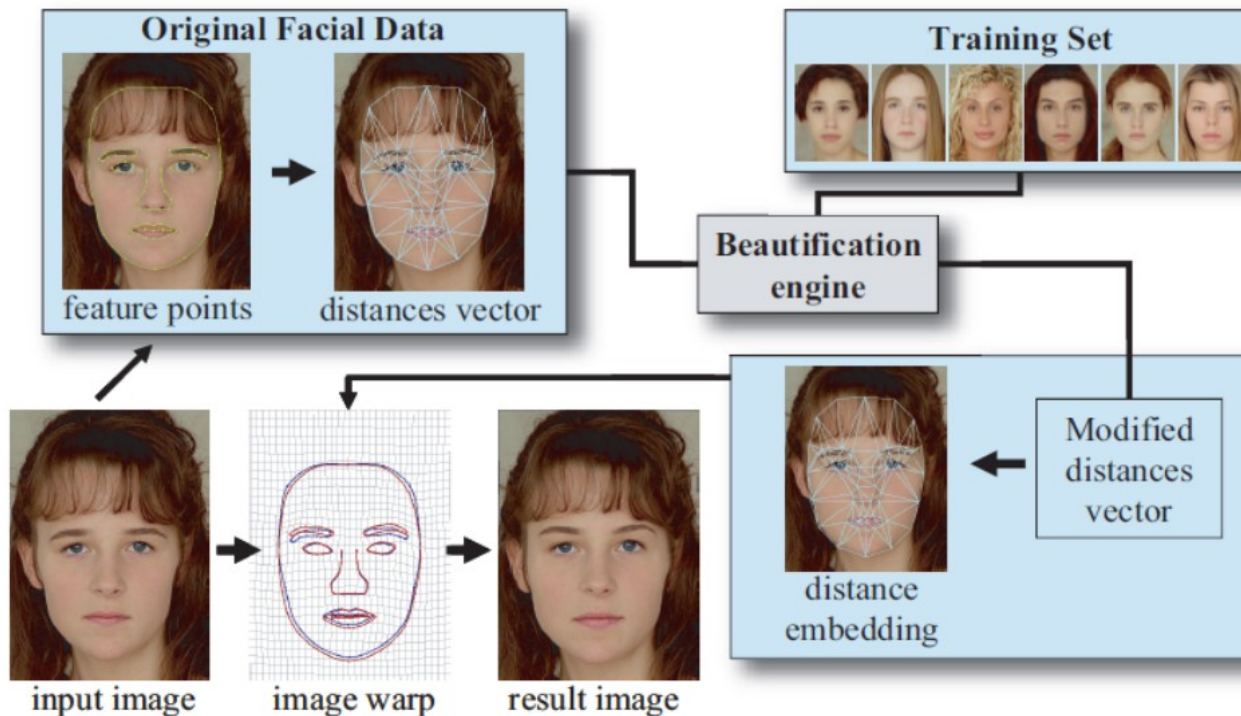 Original Facial Data
feature points
distances vector
Training Set
Beautification
engine
Modified
distances
vector
distance
embedding
input image
image warp
result image